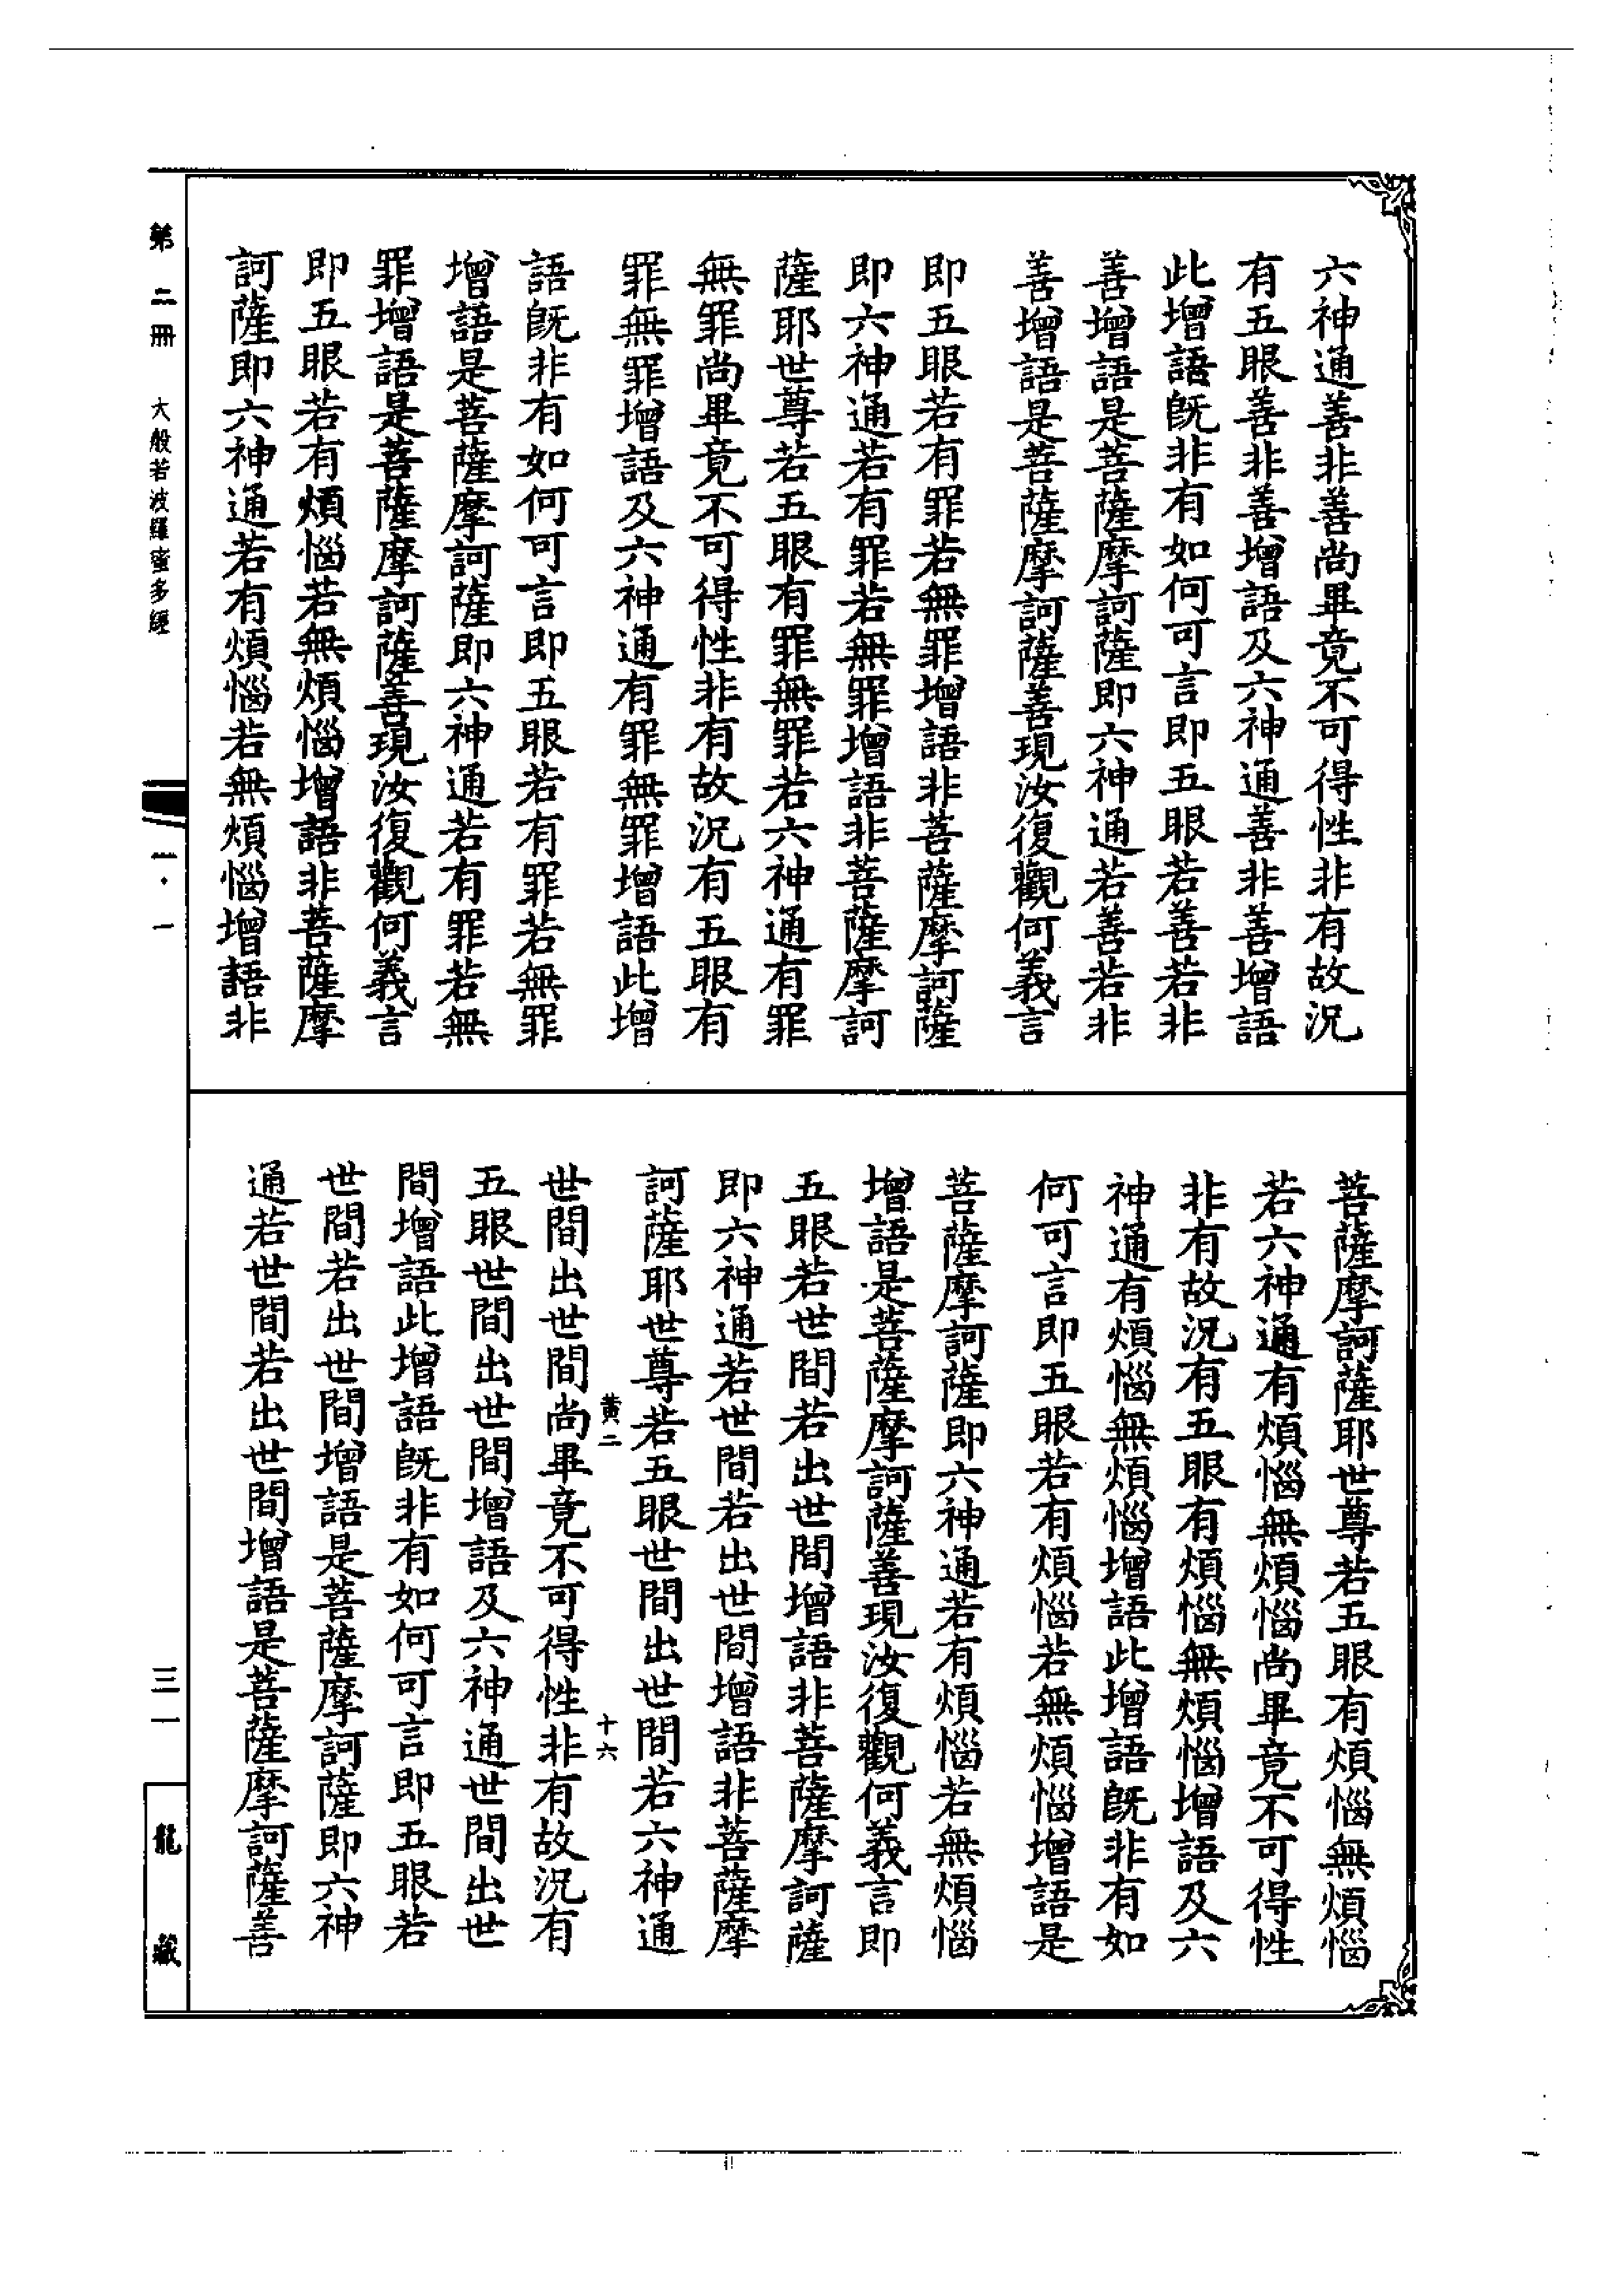 六神通善非善尚畢竟不可得性非有故況
有五眼善非善增語及六神通善非善增語
此增語旣非有如何可言即五眼若善若非
善增語是菩薩摩訶薩即六神通若善若非
善增語是菩薩摩訶薩善現汝復觀何義言
即五眼若有罪若無罪增語非菩薩摩訶薩
即六神通若有罪若無罪增語非菩薩摩訶
薩耶世尊若五眼有罪無罪若六神通有罪
無罪尚畢竟不可得性非有故況有五眼有
罪無罪增語及六神通有罪無罪增語此增
語旣非有如何可言即五眼若有罪若無罪
增語是菩薩摩訶薩即六神通若有罪若無
罪增語是菩薩摩訶薩善現汝復觀何義言
即五眼若有煩惱若無煩惱增語非菩薩摩
訶薩即六神通若有煩惱若無煩惱增語非
菩薩摩訶薩耶世尊若五眼有煩惱無煩惱
若六神通有煩惱無煩惱尚畢竟不可得性
非有故況有五眼有煩惱無煩惱增語及六
神通有煩惱無煩惱增語此增語旣非有如
何可言即五眼若有煩惱若無煩惱增語是
菩薩摩訶薩即六神通若有煩惱若無煩惱
增語是菩薩摩訶薩善現汝復觀何義言即
五眼若世間若出世間增語非菩薩摩訶薩
即六神通若世間若出世間增語非菩薩摩
訶薩耶世尊若五眼世間出世間若六神通
黃二 十六
世間出世間尚畢竟不可得性非有故況有
五眼世間出世間增語及六神通世間出世
間增語此增語旣非有如何可言即五眼若
世間若出世間增語是菩薩摩訶薩即六神
通若世間若出世間增語是菩薩摩訶薩善
第二冊 大般若波羅蜜多經 一·一 三一 龍藏